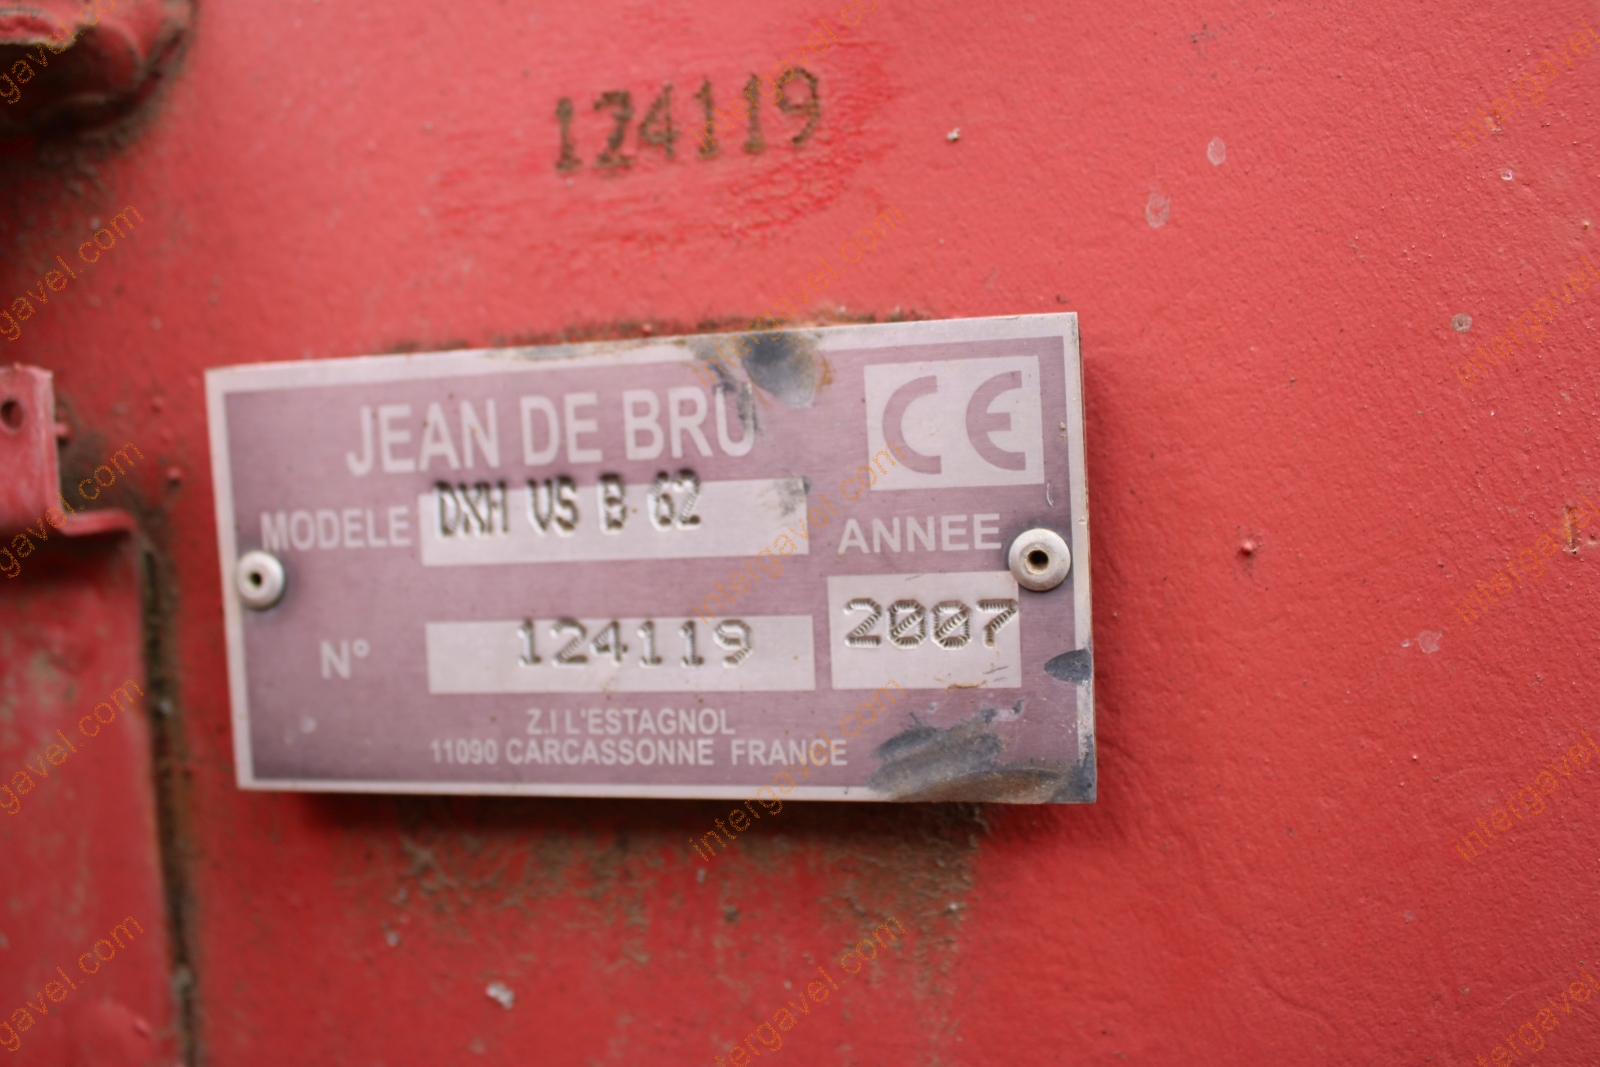 124119
JEAN DE BRU
CE
MODELE DXH VS B 62
ANNEE
N° 124119
2007
Z.I L'ESTAGNOL
11090 CARCASSONNE FRANCE
intergavel.com